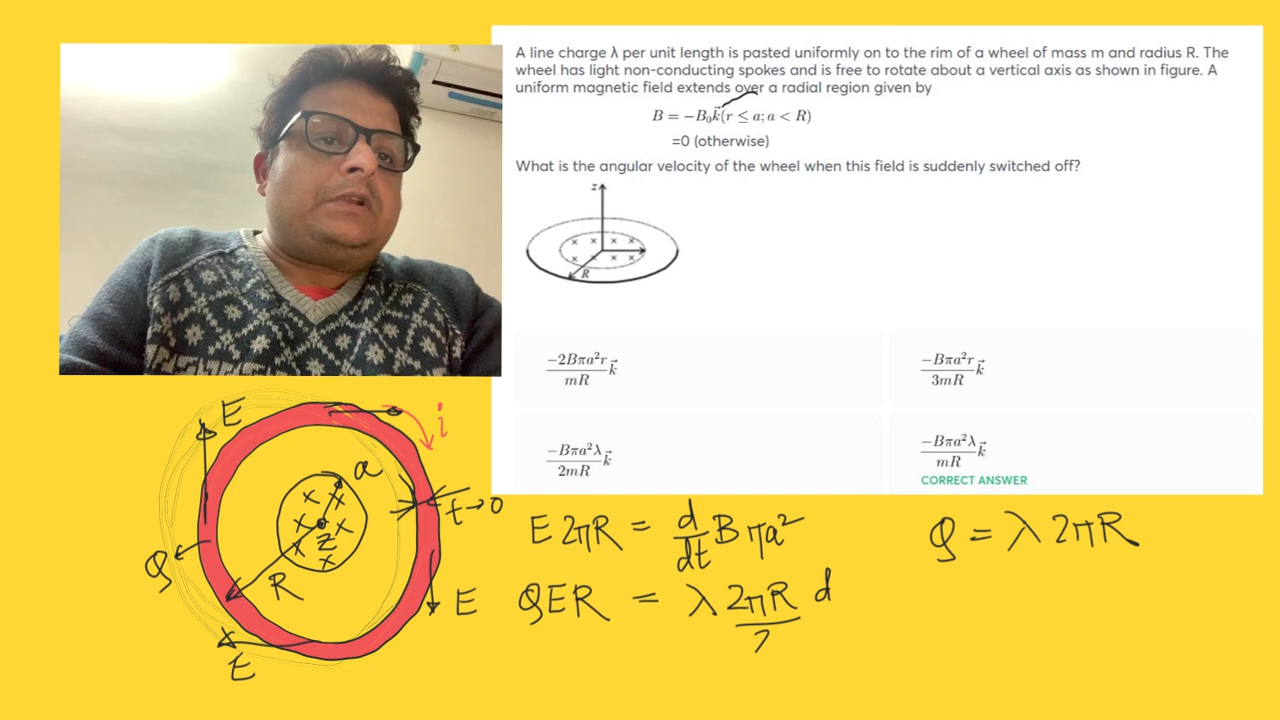 A line charge λ per unit length is pasted uniformly on to the rim of a wheel of mass m and radius R. The
wheel has light non-conducting spokes and is free to rotate about a vertical axis as shown in figure. A
uniform magnetic field extends over a radial region given by
B = −B₀k⃗(r ≤ a; a < R)
=0 (otherwise)
What is the angular velocity of the wheel when this field is suddenly switched off?
z
× × × ×
× × × ×
R
−2Bπa²r/mR k⃗
−Bπa²r/3mR k⃗
−Bπa²λ/2mR k⃗
−Bπa²λ/mR k⃗
CORRECT ANSWER
E
i
a
× ×
× ×
Z
× ×
t→0
Q
R
E
E
E 2πR = d/dt B πa²
Q = λ 2πR
QER = λ 2πR/2 d